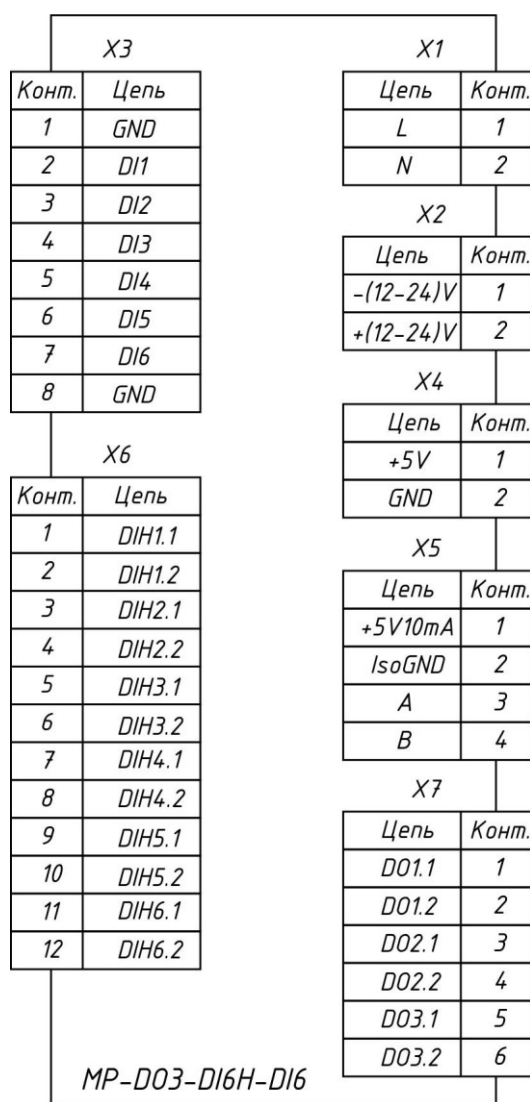 X3
Конт. Цепь
1 GND
2 DI1
3 DI2
4 DI3
5 DI4
6 DI5
7 DI6
8 GND
X6
Конт. Цепь
1 DIH1.1
2 DIH1.2
3 DIH2.1
4 DIH2.2
5 DIH3.1
6 DIH3.2
7 DIH4.1
8 DIH4.2
9 DIH5.1
10 DIH5.2
11 DIH6.1
12 DIH6.2
X1
Цепь Конт.
L 1
N 2
X2
Цепь Конт.
-(12-24)V 1
+(12-24)V 2
X4
Цепь Конт.
+5V 1
GND 2
X5
Цепь Конт.
+5V10mA 1
IsoGND 2
A 3
B 4
X7
Цепь Конт.
DO1.1 1
DO1.2 2
DO2.1 3
DO2.2 4
DO3.1 5
DO3.2 6
MP-DO3-DI6H-DI6